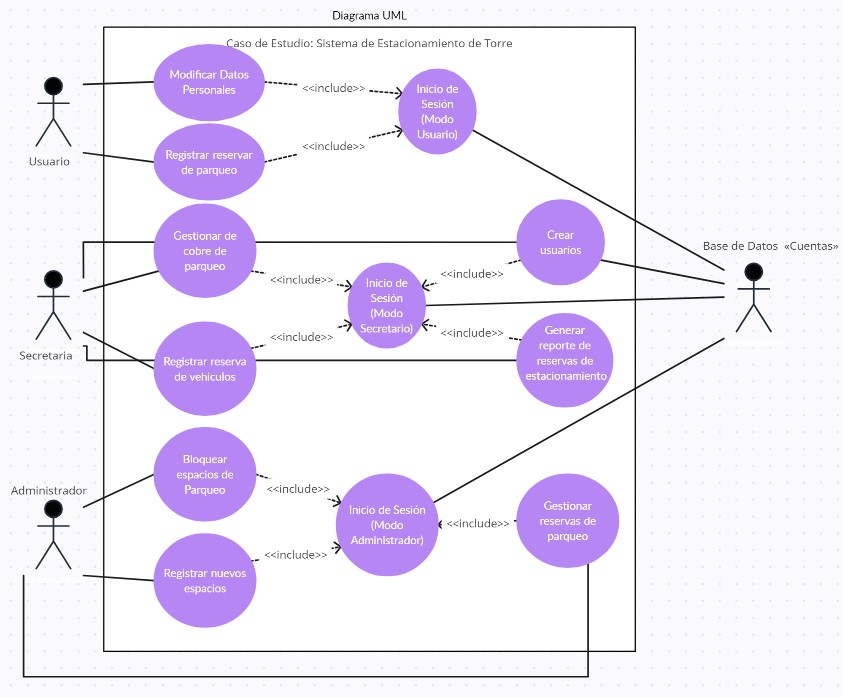 Diagrama UML
Caso de Estudio: Sistema de Estacionamiento de Torre
Modificar Datos
Personales
<<include>>
Inicio de
Sesión
(Modo
Usuario)
Usuario
Registrar reservar
de parqueo
<<include>>
Gestionar de
cobre de
parqueo
Crear
usuarios
Base de Datos «Cuentas»
<<include>>
<<include>>
Inicio de
Sesión
(Modo
Secretario)
Secretaria
<<include>>
<<include>>
Registrar reserva
de vehículos
Generar
reporte de
reservas de
estacionamiento
Bloquear
espacios de
Parqueo
Administrador
<<include>>
Inicio de Sesión
(Modo
Administrador)
<<include>>
Gestionar
reservas de
parqueo
<<include>>
Registrar nuevos
espacios